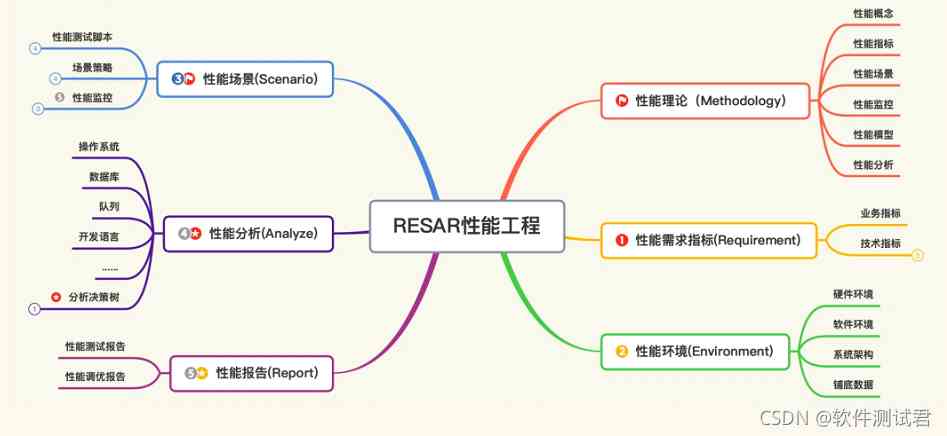 RESAR性能工程
性能理论（Methodology）
性能概念
性能指标
性能场景
性能监控
性能模型
性能分析
1 性能需求指标(Requirement)
业务指标
技术指标
2 性能环境(Environment)
硬件环境
软件环境
系统架构
铺底数据
3 性能场景(Scenario)
性能测试脚本
场景策略
5 性能监控
4 性能分析(Analyze)
操作系统
数据库
队列
开发语言
......
分析决策树
1
5 性能报告(Report)
性能测试报告
性能调优报告
CSDN @软件测试君